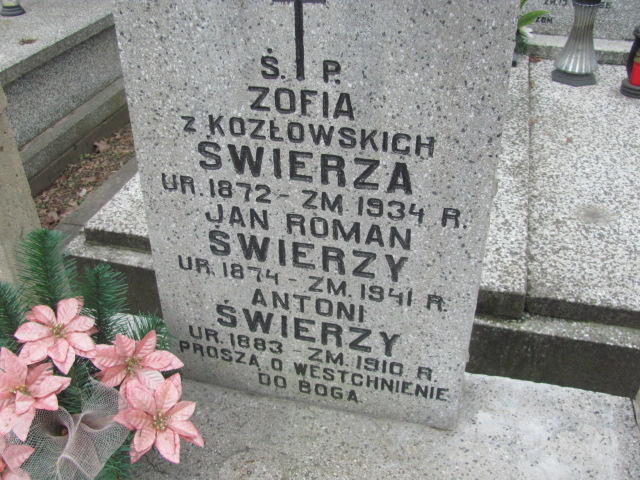 Ś. P.
ZOFIA
Z KOZŁOWSKICH
ŚWIERZA
UR. 1872 - ZM 1934 R.
JAN ROMAN
ŚWIERZY
UR. 1874 - ZM. 1941 R.
ANTONI
ŚWIERZY
UR. 1883 - ZM. 1910 R.
PROSZĄ O WESTCHNIENIE
DO BOGA